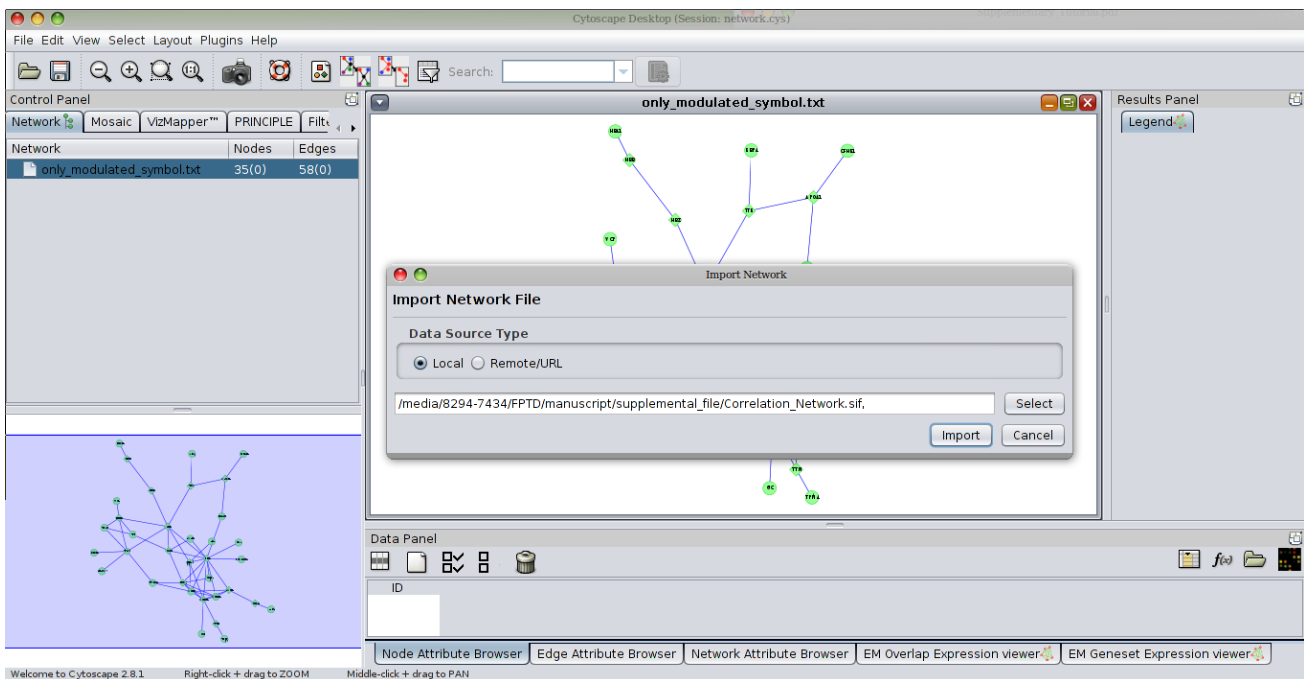 Cytoscape Desktop (Session: network.cys)
File Edit View Select Layout Plugins Help
Search:
Control Panel
Network Mosaic VizMapper™ PRINCIPLE Filte
Network Nodes Edges
only_modulated_symbol.txt 35(0) 58(0)
only_modulated_symbol.txt
Results Panel
Legend
HBD
TTR
APOA1
Import Network
Import Network File
Data Source Type
Local Remote/URL
/media/8294-7434/FPTD/manuscript/supplemental_file/Correlation_Network.sif,
Select
Import Cancel
Data Panel
f(x)
ID
Node Attribute Browser Edge Attribute Browser Network Attribute Browser EM Overlap Expression viewer EM Geneset Expression viewer
Welcome to Cytoscape 2.8.1 Right-click + drag to ZOOM Middle-click + drag to PAN